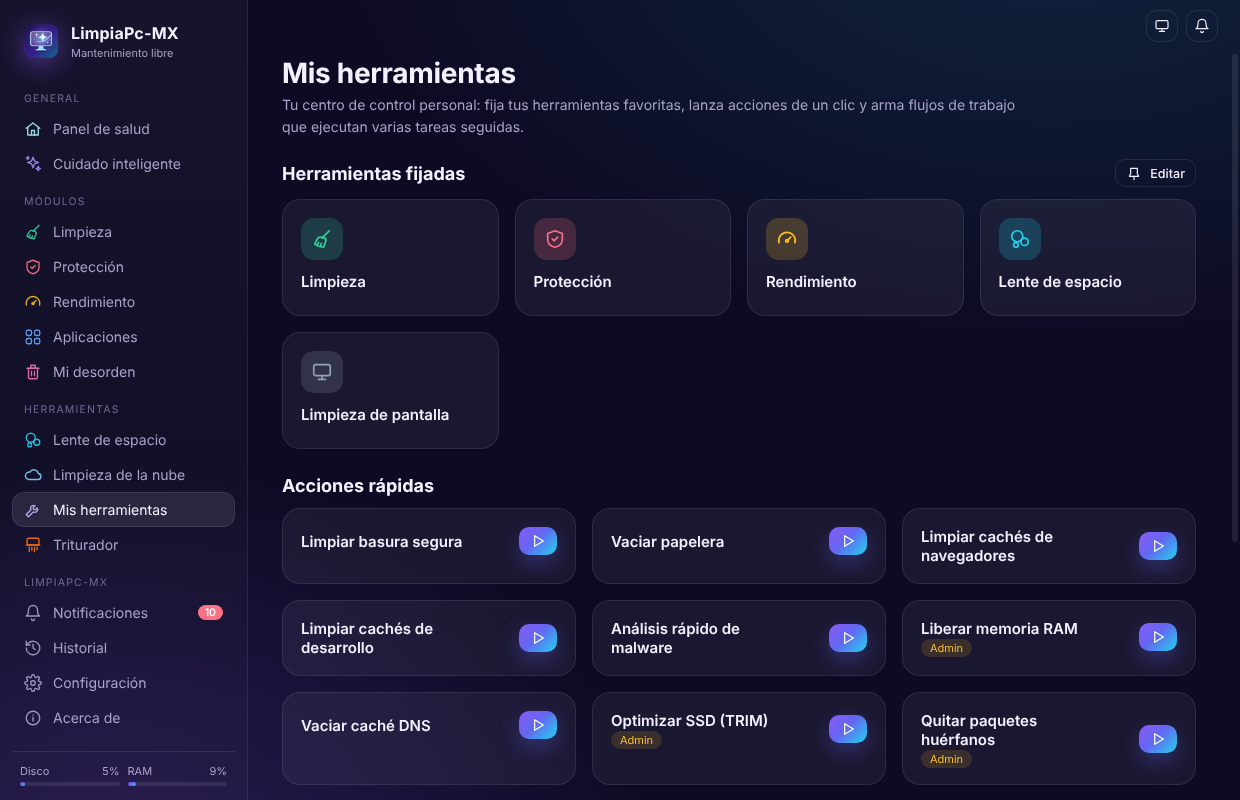 LimpiaPc-MX
Mantenimiento libre
GENERAL
Panel de salud
Cuidado inteligente
MÓDULOS
Limpieza
Protección
Rendimiento
Aplicaciones
Mi desorden
HERRAMIENTAS
Lente de espacio
Limpieza de la nube
Mis herramientas
Triturador
LIMPIAPC-MX
Notificaciones 10
Historial
Configuración
Acerca de
Disco 5% RAM 9%
Mis herramientas
Tu centro de control personal: fija tus herramientas favoritas, lanza acciones de un clic y arma flujos de trabajo
que ejecutan varias tareas seguidas.
Herramientas fijadas
Editar
Limpieza
Protección
Rendimiento
Lente de espacio
Limpieza de pantalla
Acciones rápidas
Limpiar basura segura
Vaciar papelera
Limpiar cachés de
navegadores
Limpiar cachés de
desarrollo
Análisis rápido de
malware
Liberar memoria RAM
Admin
Vaciar caché DNS
Optimizar SSD (TRIM)
Admin
Quitar paquetes
huérfanos
Admin